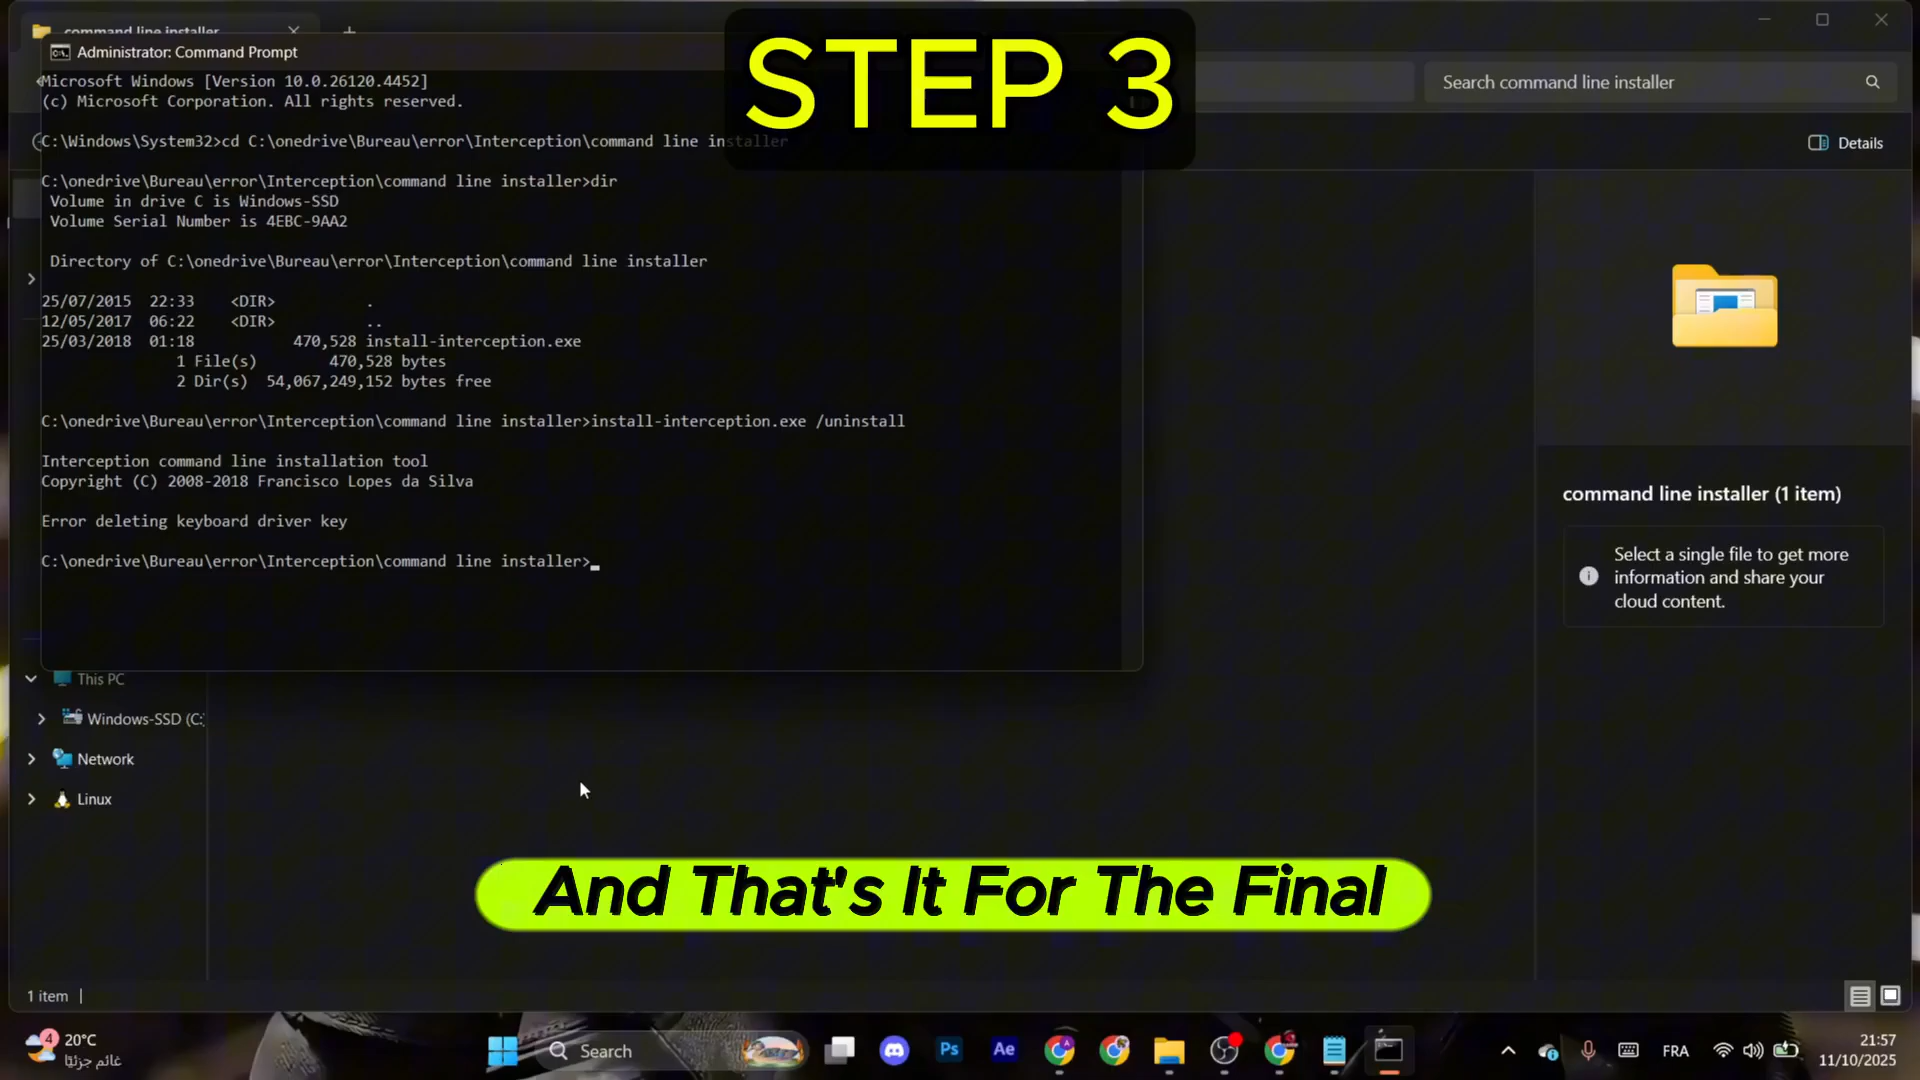 command line installer
STEP 3
Administrator: Command Prompt
Microsoft Windows [Version 10.0.26120.4452]
(c) Microsoft Corporation. All rights reserved.
Search command line installer
Details
C:\Windows\System32>cd C:\onedrive\Bureau\error\Interception\command line installer
C:\onedrive\Bureau\error\Interception\command line installer>dir
Volume in drive C is Windows-SSD
Volume Serial Number is 4EBC-9AA2
Directory of C:\onedrive\Bureau\error\Interception\command line installer
25/07/2015 22:33 <DIR> .
12/05/2017 06:22 <DIR> ..
25/03/2018 01:18 470,528 install-interception.exe
1 File(s) 470,528 bytes
2 Dir(s) 54,067,249,152 bytes free
C:\onedrive\Bureau\error\Interception\command line installer>install-interception.exe /uninstall
Interception command line installation tool
Copyright (C) 2008-2018 Francisco Lopes da Silva
Error deleting keyboard driver key
C:\onedrive\Bureau\error\Interception\command line installer>
command line installer (1 item)
Select a single file to get more
information and share your
cloud content.
This PC
Windows-SSD (C:)
Network
Linux
And That's It For The Final
1 item
4
20°C
غائم جزئيًا
Search
Ps
Ae
FRA
21:57
11/10/2025